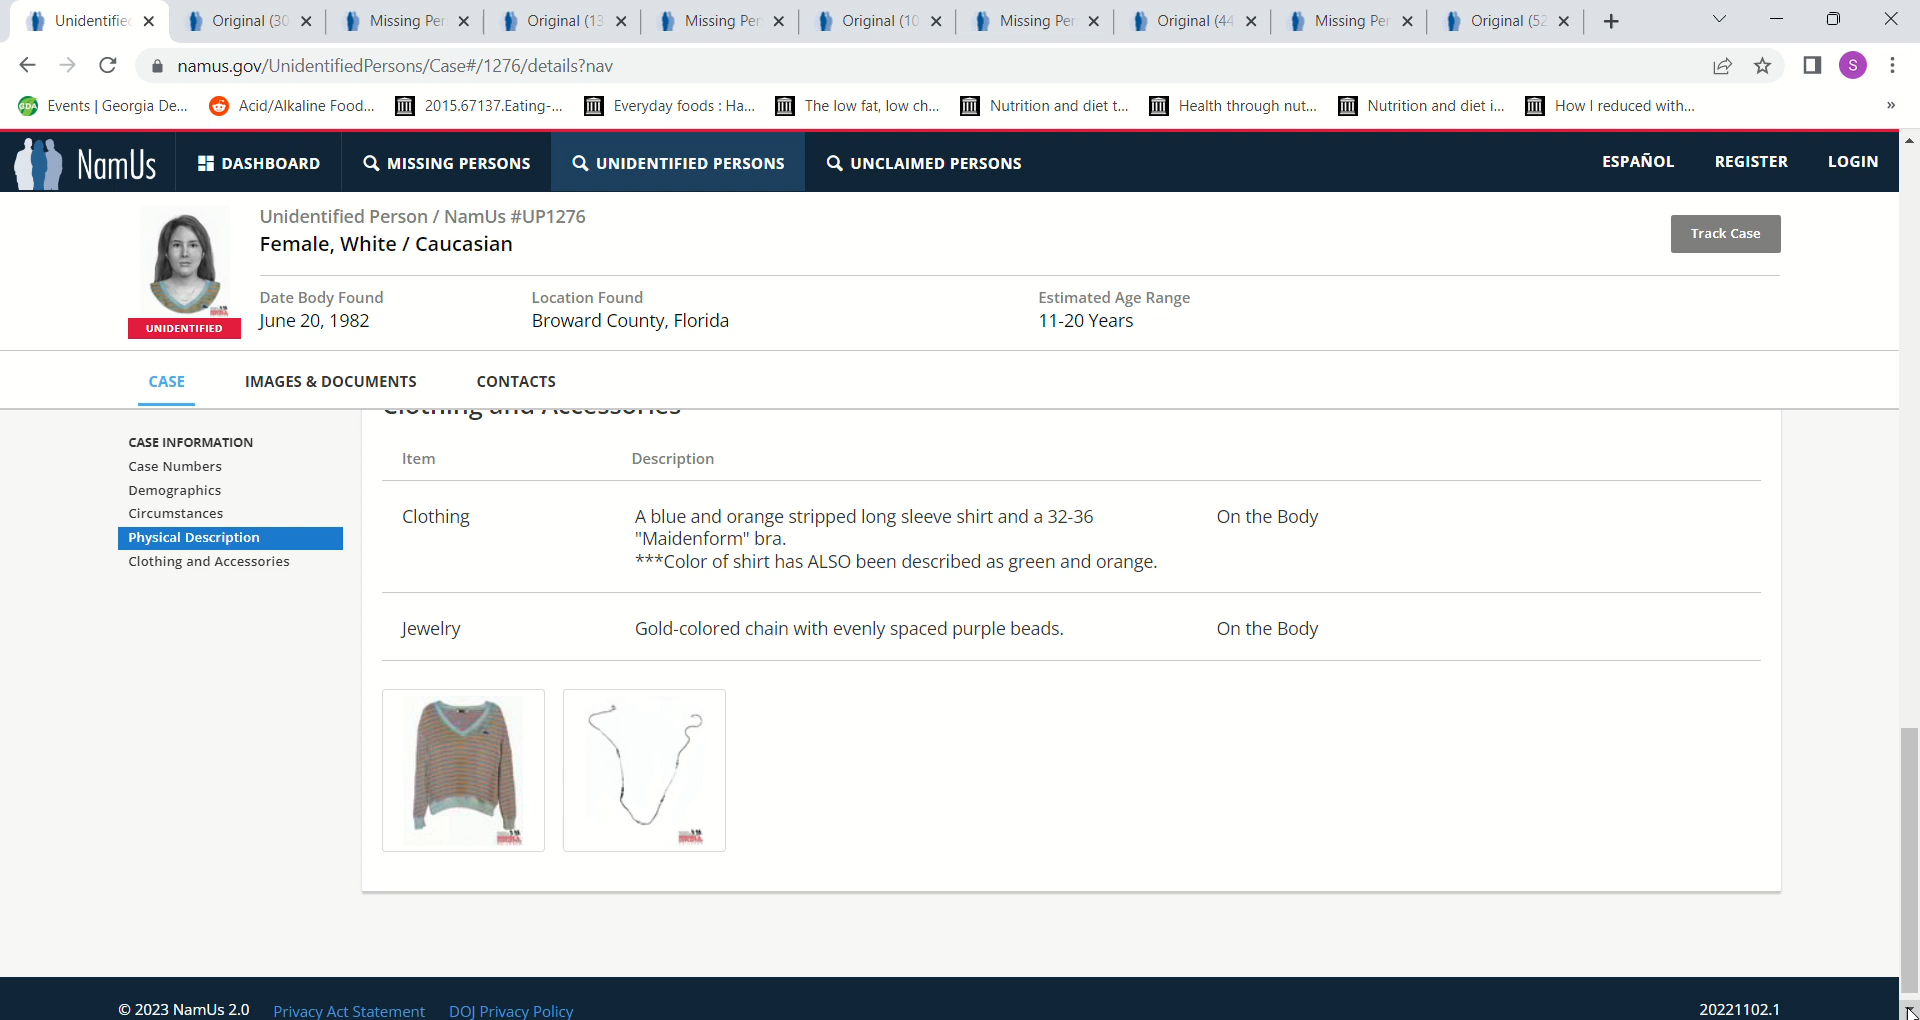 Unidentifie
Original (30
Missing Per
Original (13
Missing Per
Original (10
Missing Per
Original (44
Missing Per
Original (52
namus.gov/UnidentifiedPersons/Case#/1276/details?nav
S
GDA Events | Georgia De...
Acid/Alkaline Food...
2015.67137.Eating-...
Everyday foods : Ha...
The low fat, low ch...
Nutrition and diet t...
Health through nut...
Nutrition and diet i...
How I reduced with...
»
NamUs
DASHBOARD
MISSING PERSONS
UNIDENTIFIED PERSONS
UNCLAIMED PERSONS
ESPAÑOL
REGISTER
LOGIN
Unidentified Person / NamUs #UP1276
Female, White / Caucasian
Track Case
UNIDENTIFIED
Date Body Found
June 20, 1982
Location Found
Broward County, Florida
Estimated Age Range
11-20 Years
CASE
IMAGES & DOCUMENTS
CONTACTS
Clothing and Accessories
CASE INFORMATION
Case Numbers
Demographics
Circumstances
Physical Description
Clothing and Accessories
Item
Description
Clothing
A blue and orange stripped long sleeve shirt and a 32-36
"Maidenform" bra.
***Color of shirt has ALSO been described as green and orange.
On the Body
Jewelry
Gold-colored chain with evenly spaced purple beads.
On the Body
© 2023 NamUs 2.0
Privacy Act Statement
DOJ Privacy Policy
20221102.1